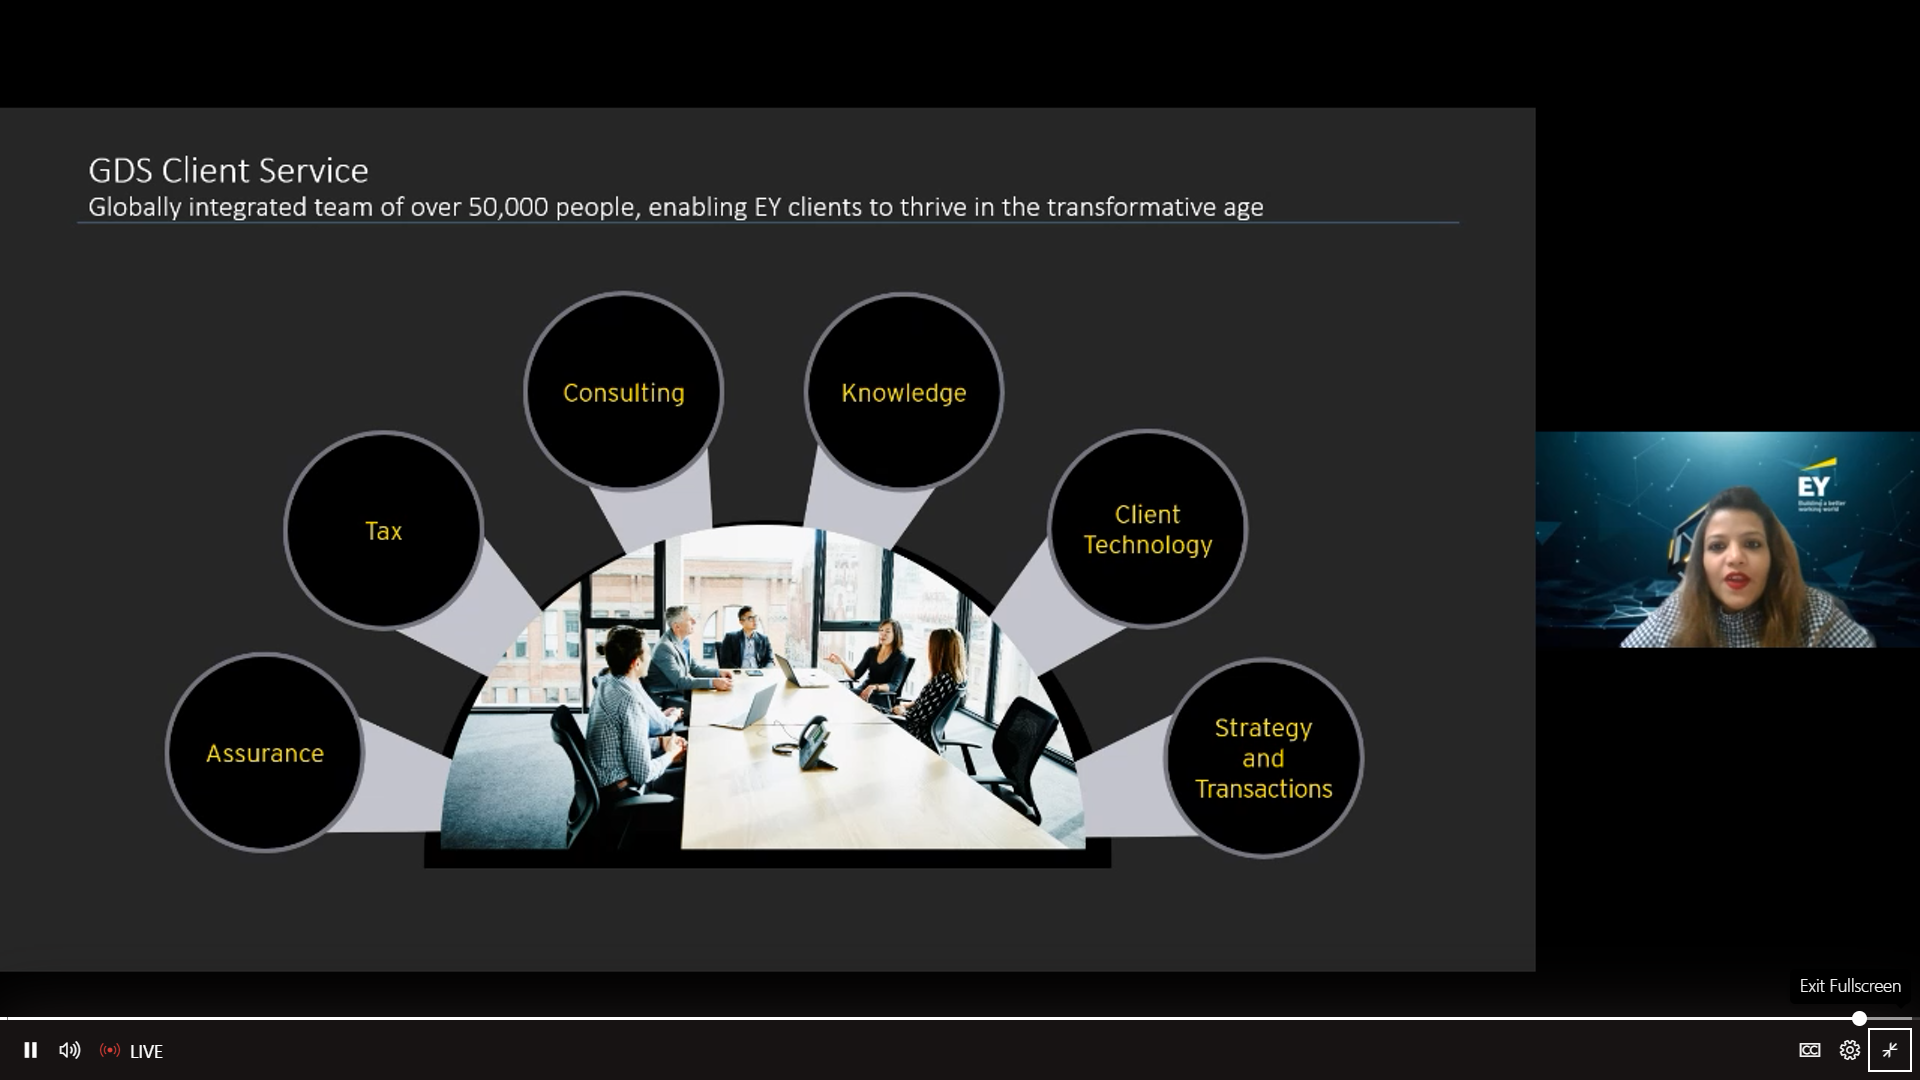 GDS Client Service
Globally integrated team of over 50,000 people, enabling EY clients to thrive in the transformative age
Consulting
Knowledge
Tax
Client
Technology
Assurance
Strategy
and
Transactions
EY
Building a better
working world
Exit Fullscreen
LIVE
CC